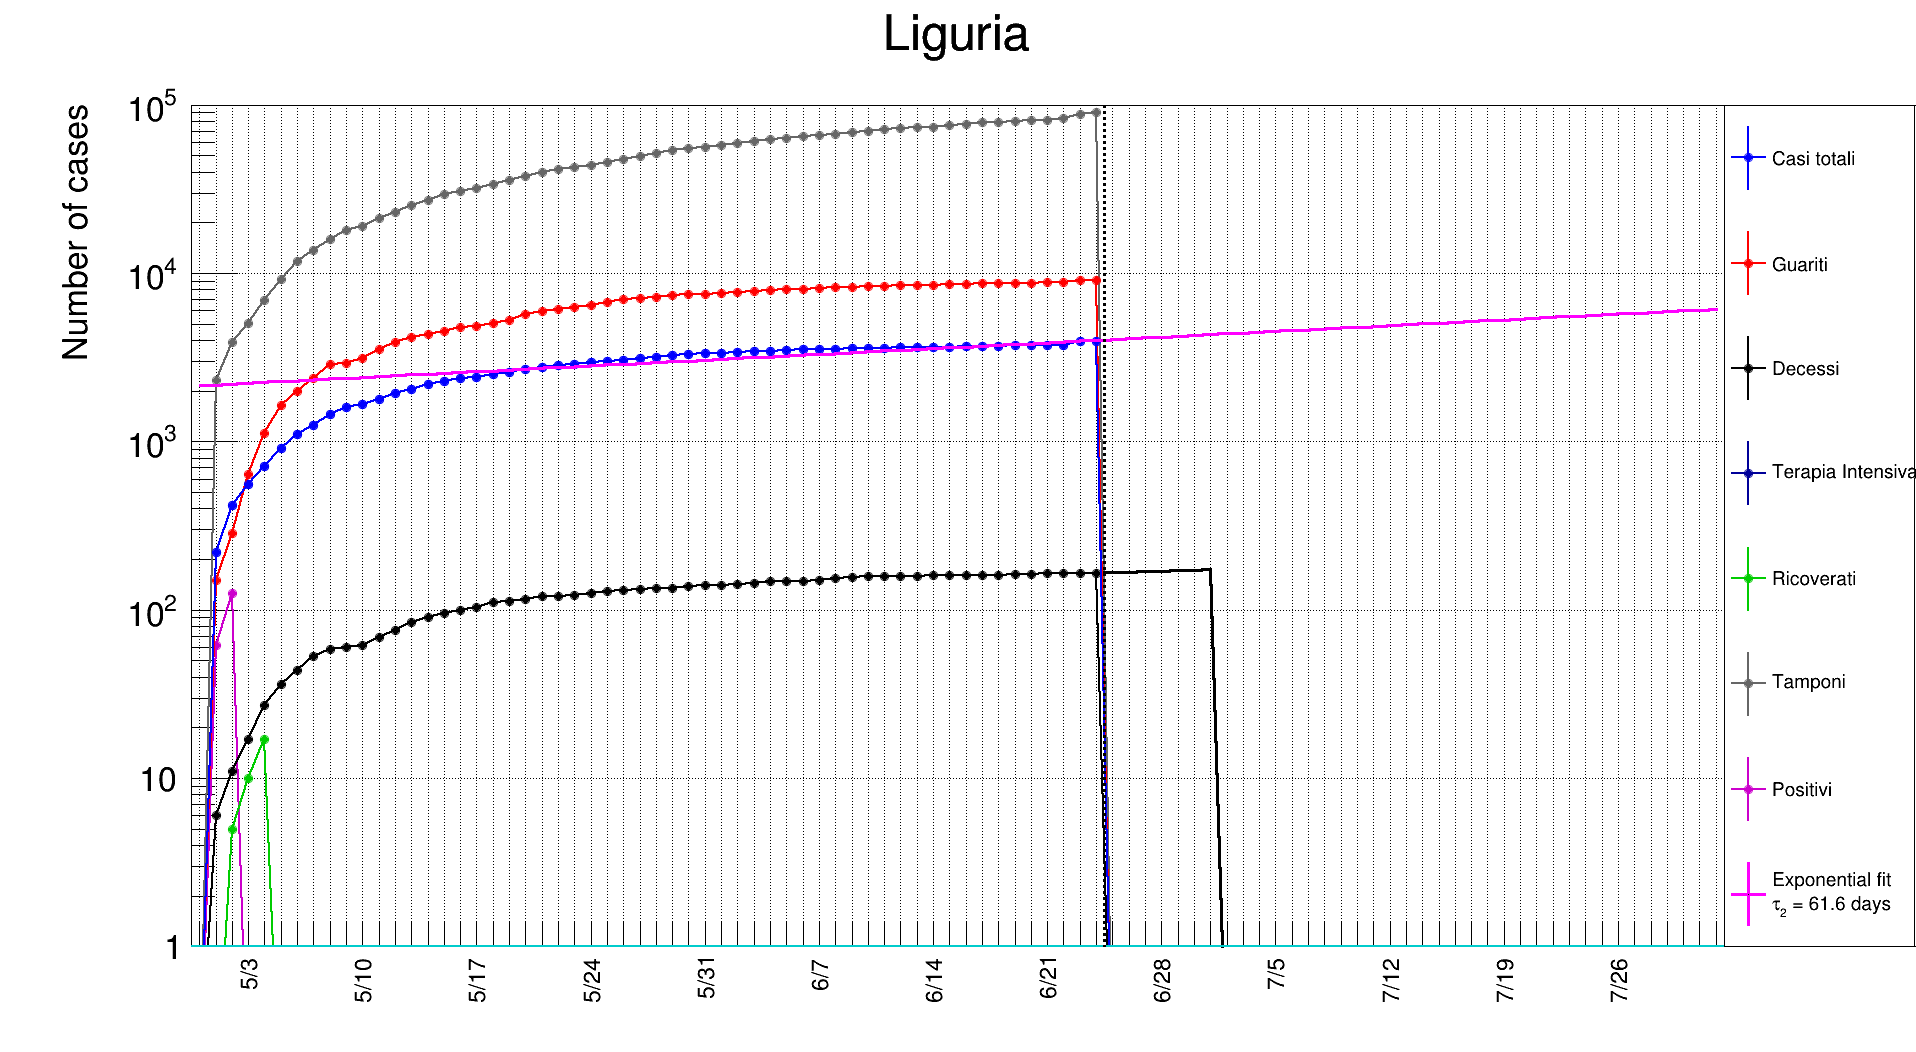 Liguria
Number of cases
10^5
10^4
10^3
10^2
10
1
5/3
5/10
5/17
5/24
5/31
6/7
6/14
6/21
6/28
7/5
7/12
7/19
7/26
Casi totali
Guariti
Decessi
Terapia Intensiva
Ricoverati
Tamponi
Positivi
Exponential fit
τ₂ = 61.6 days